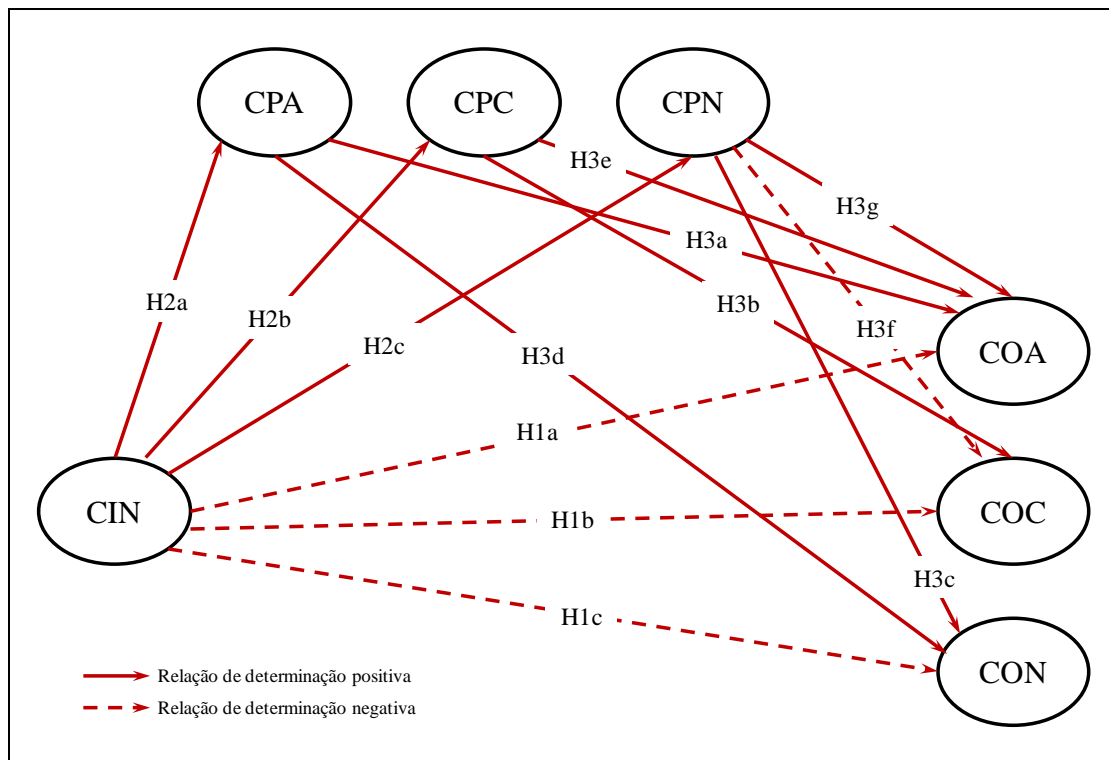 CPA
CPC
CPN
H3e
H3g
H3a
H2a
H3b
H2b
H3f
H2c
H3d
COA
H1a
CIN
H1b
COC
H3c
H1c
CON
Relação de determinação positiva
Relação de determinação negativa